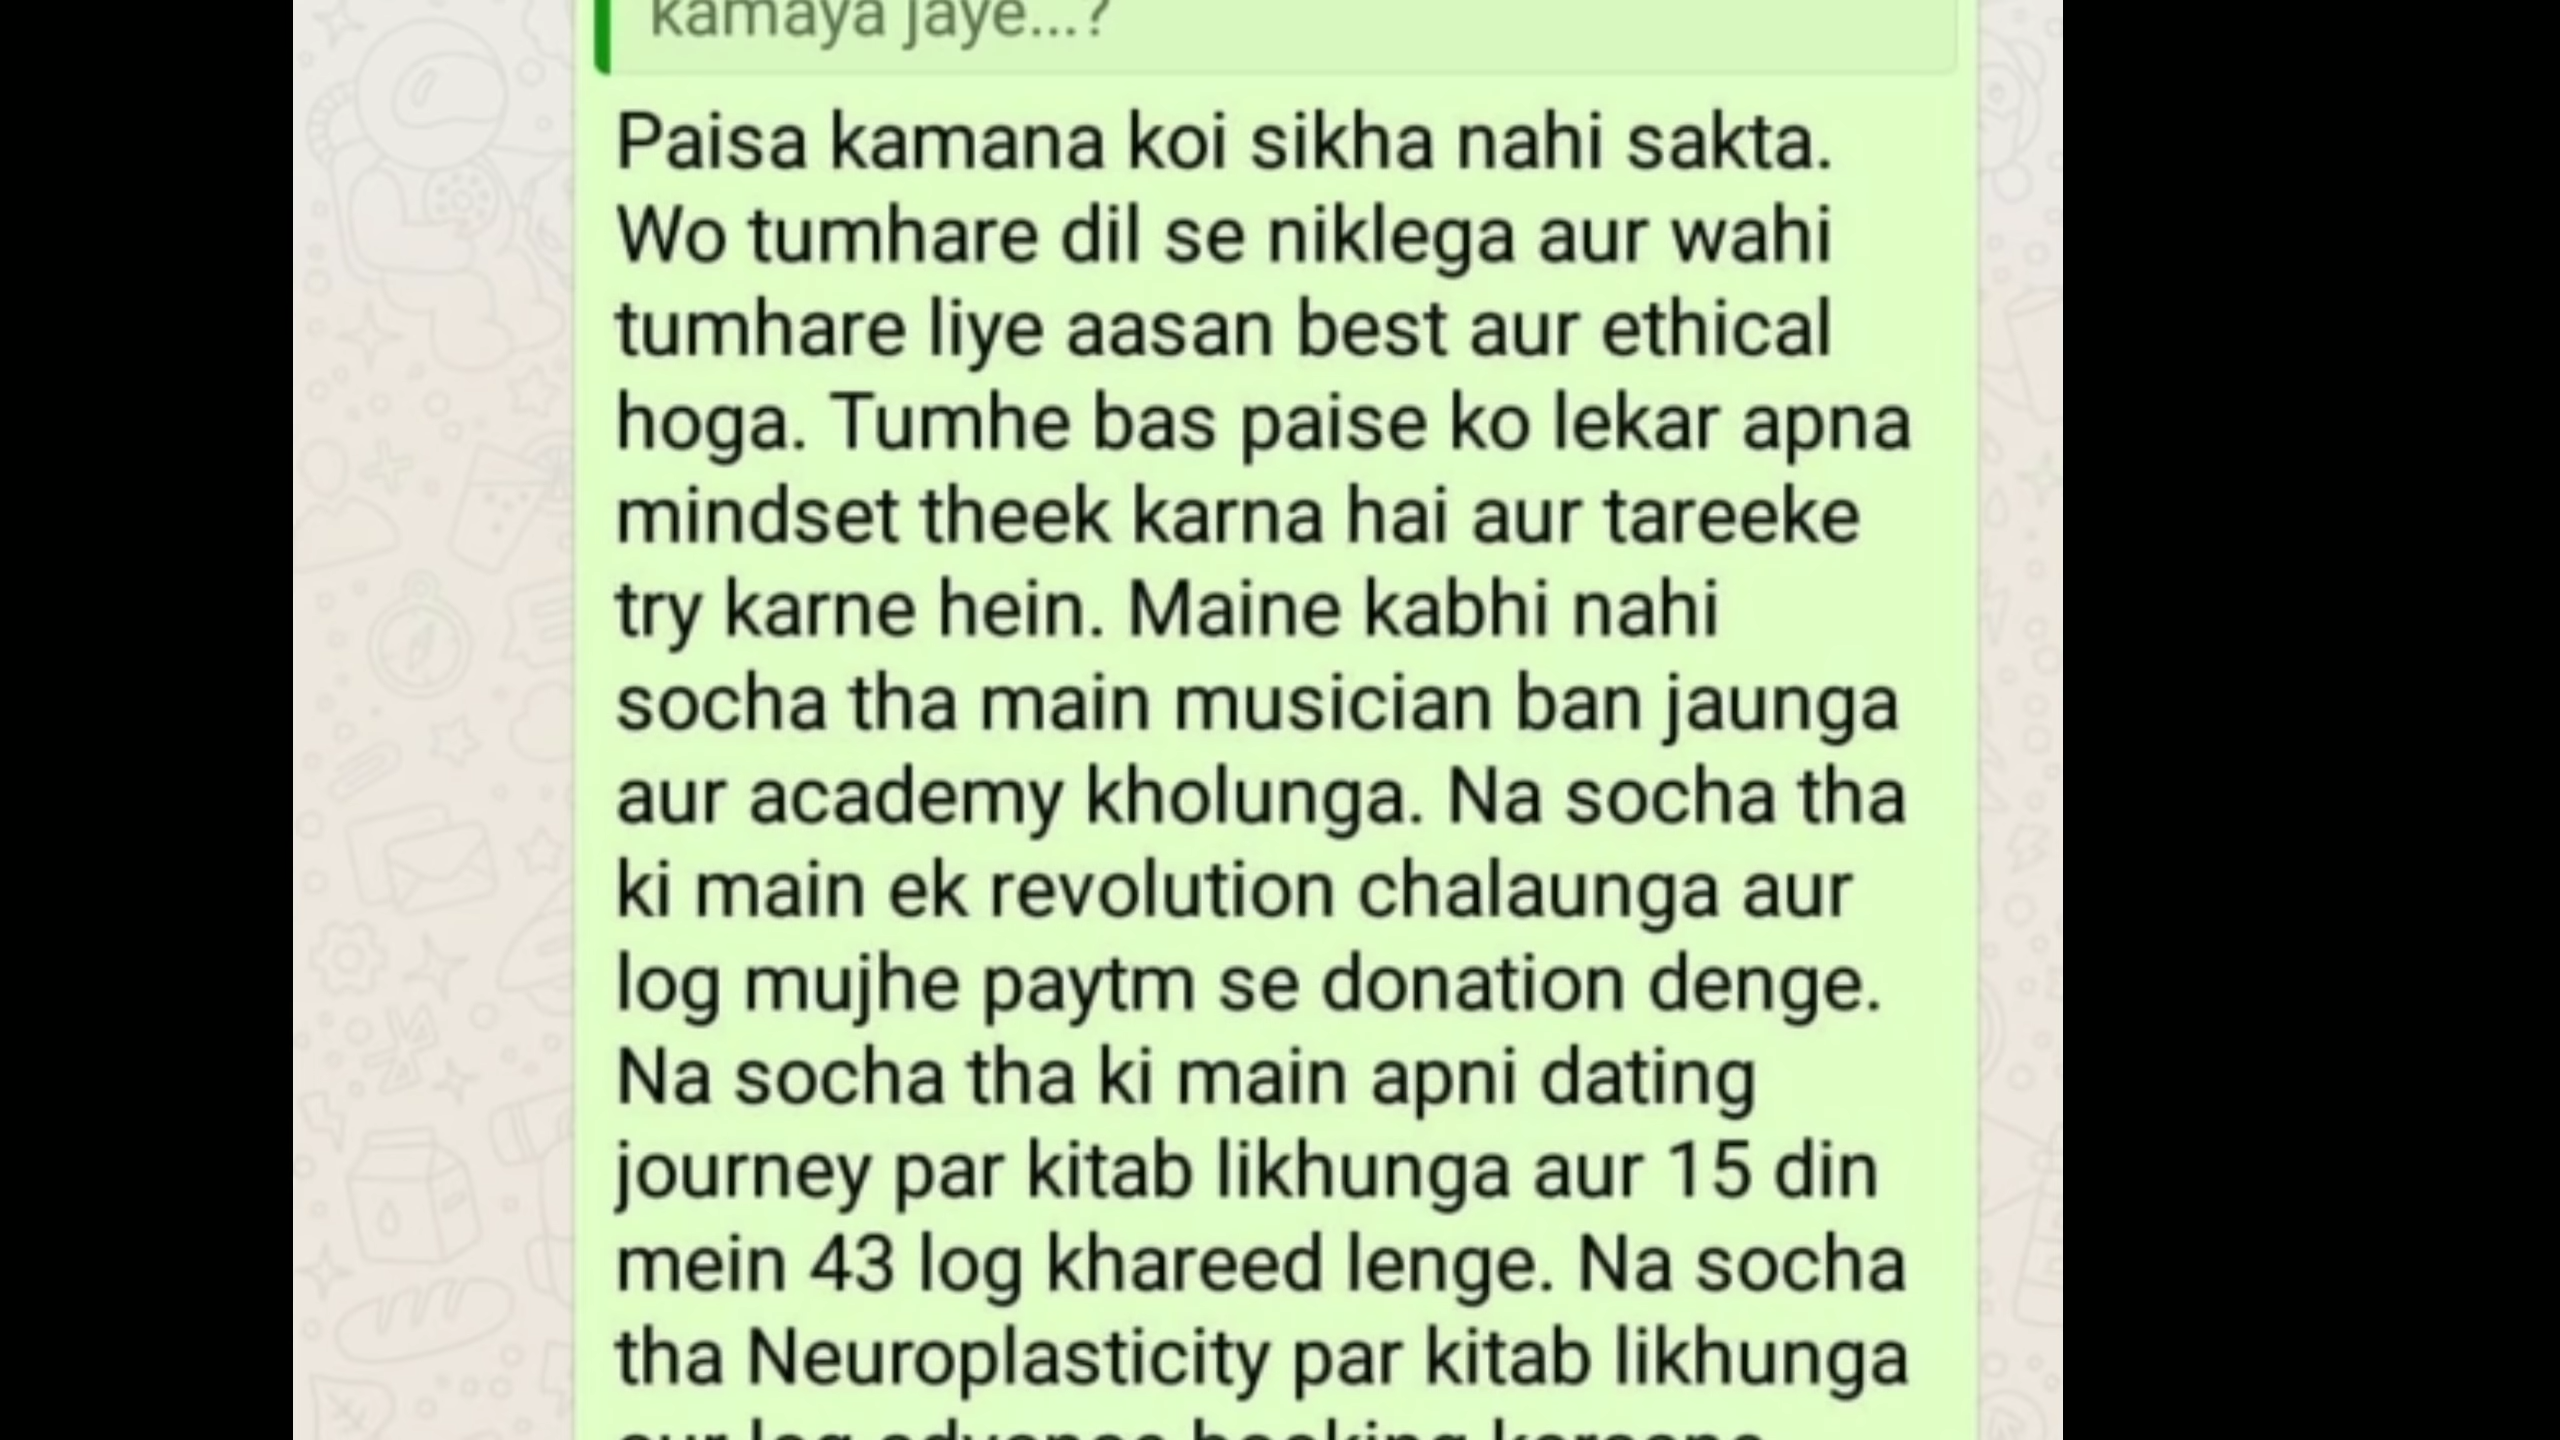 kamaya jaye...?
Paisa kamana koi sikha nahi sakta.
Wo tumhare dil se niklega aur wahi
tumhare liye aasan best aur ethical
hoga. Tumhe bas paise ko lekar apna
mindset theek karna hai aur tareeke
try karne hein. Maine kabhi nahi
socha tha main musician ban jaunga
aur academy kholunga. Na socha tha
ki main ek revolution chalaunga aur
log mujhe paytm se donation denge.
Na socha tha ki main apni dating
journey par kitab likhunga aur 15 din
mein 43 log khareed lenge. Na socha
tha Neuroplasticity par kitab likhunga
aur log advance booking